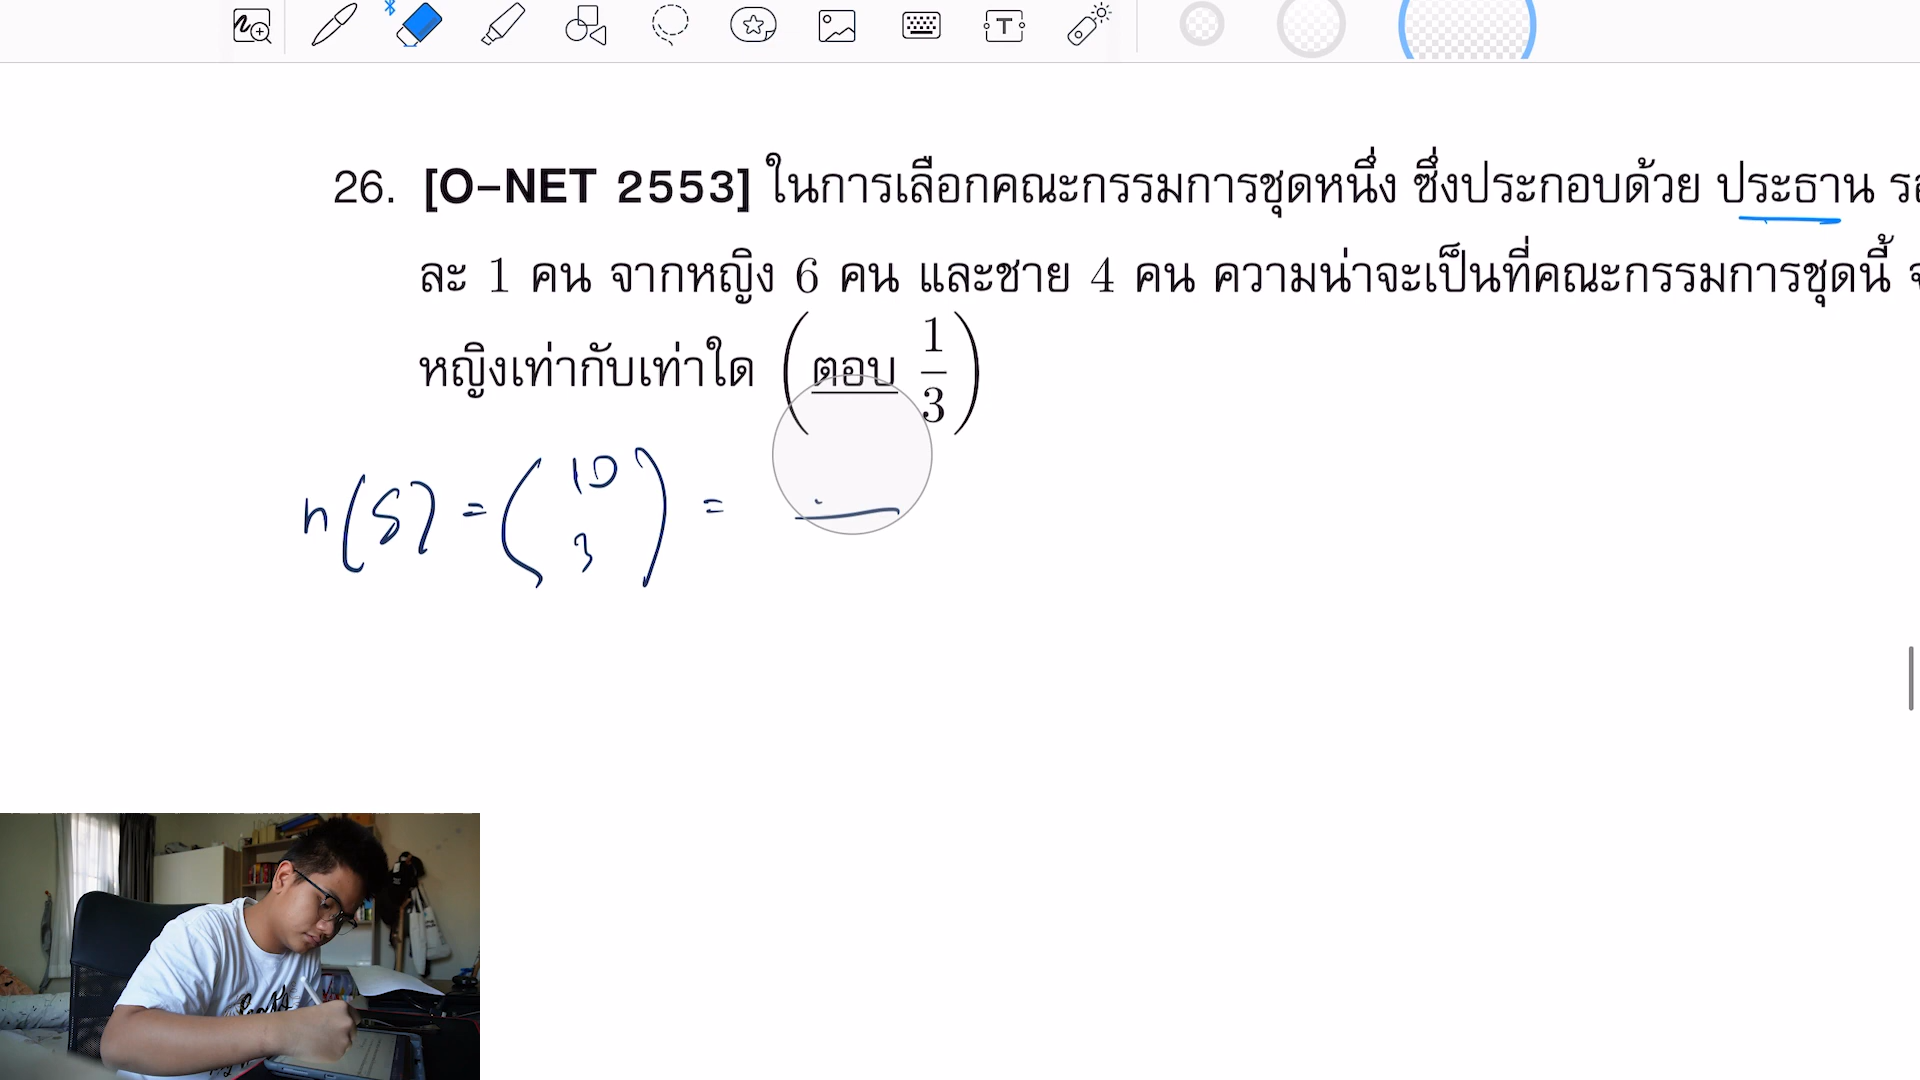 26. [O-NET 2553] ในการเลือกคณะกรรมการชุดหนึ่ง ซึ่งประกอบด้วย ประธาน
ละ 1 คน จากหญิง 6 คน และชาย 4 คน ความน่าจะเป็นที่คณะกรรมการชุดนี้
หญิงเท่ากับเท่าใด (ตอบ 1/3)
n(S) = (10 3) =